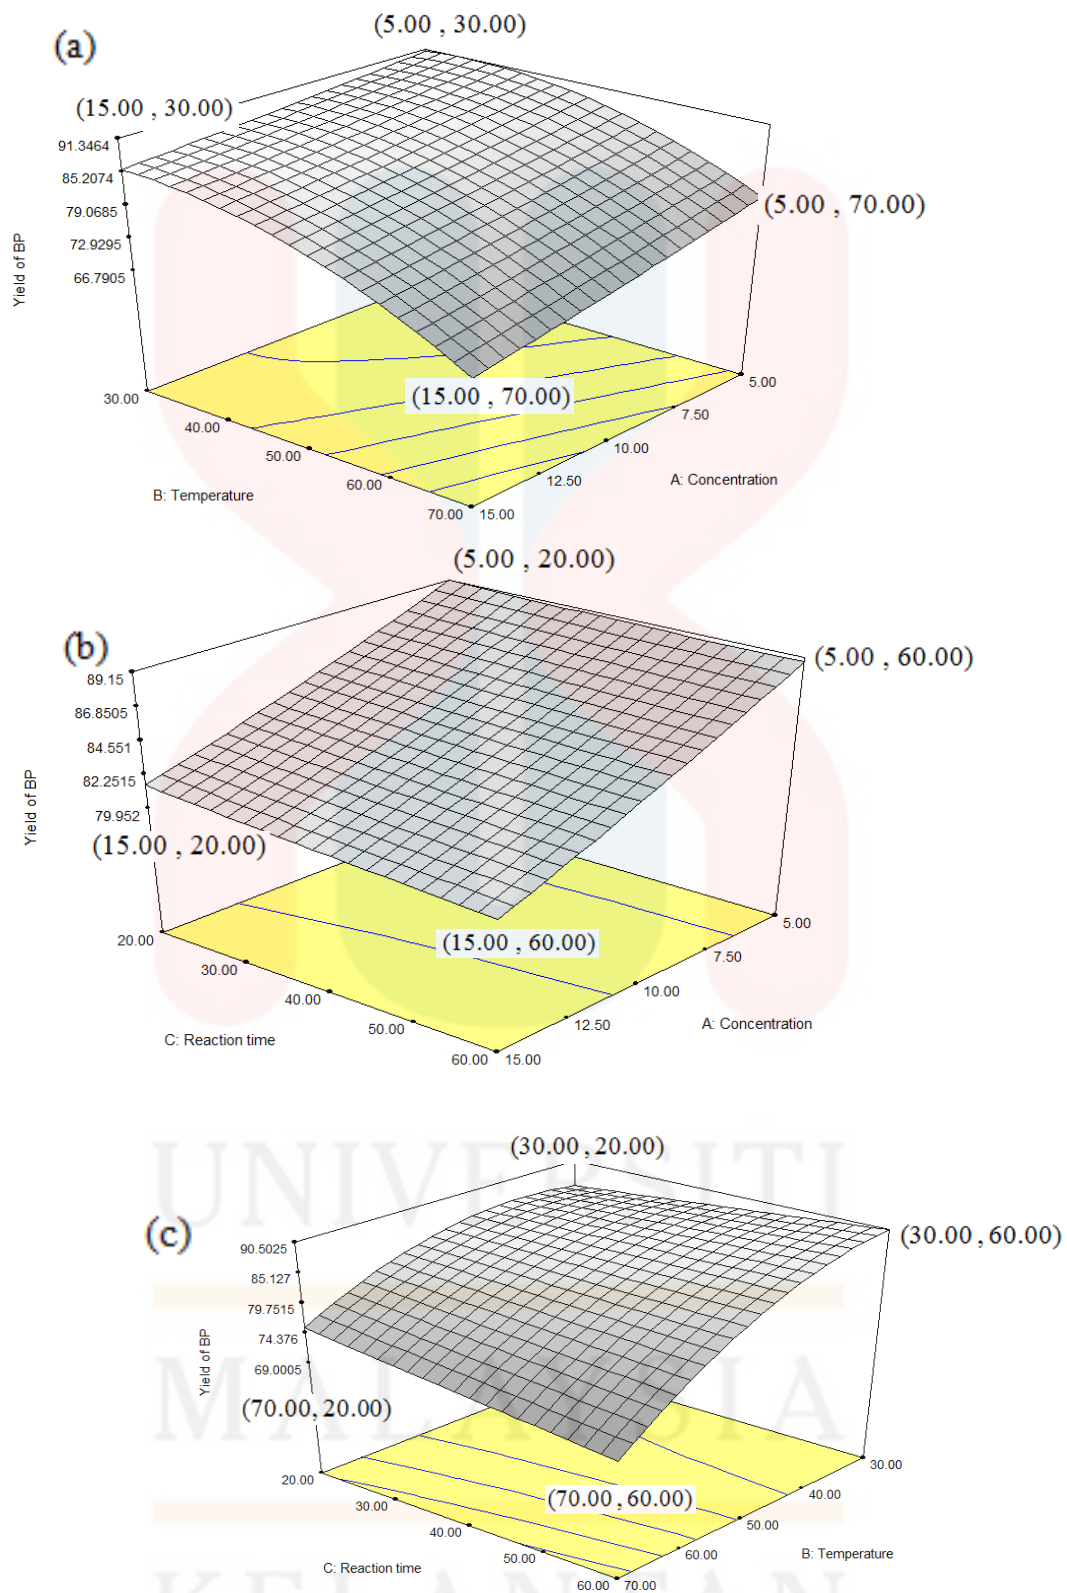 (a)
(5.00 , 30.00)
(15.00 , 30.00)
91.3464
85.2074
79.0685
72.9295
66.7905
Yield of BP
(5.00 , 70.00)
(15.00 , 70.00)
30.00
40.00
50.00
60.00
70.00
B: Temperature
15.00
12.50
10.00
7.50
5.00
A: Concentration
(b)
(5.00 , 20.00)
(5.00 , 60.00)
89.15
86.8505
84.551
82.2515
79.952
Yield of BP
(15.00 , 20.00)
(15.00 , 60.00)
20.00
30.00
40.00
50.00
60.00
C: Reaction time
15.00
12.50
10.00
7.50
5.00
A: Concentration
UNIVERSITI
(c)
(30.00 , 20.00)
(30.00 , 60.00)
90.5025
85.127
79.7515
74.376
69.0005
Yield of BP
MALAYSIA
(70.00, 20.00)
(70.00, 60.00)
20.00
30.00
40.00
50.00
60.00
C: Reaction time
70.00
60.00
50.00
40.00
30.00
B: Temperature
KELANTAN